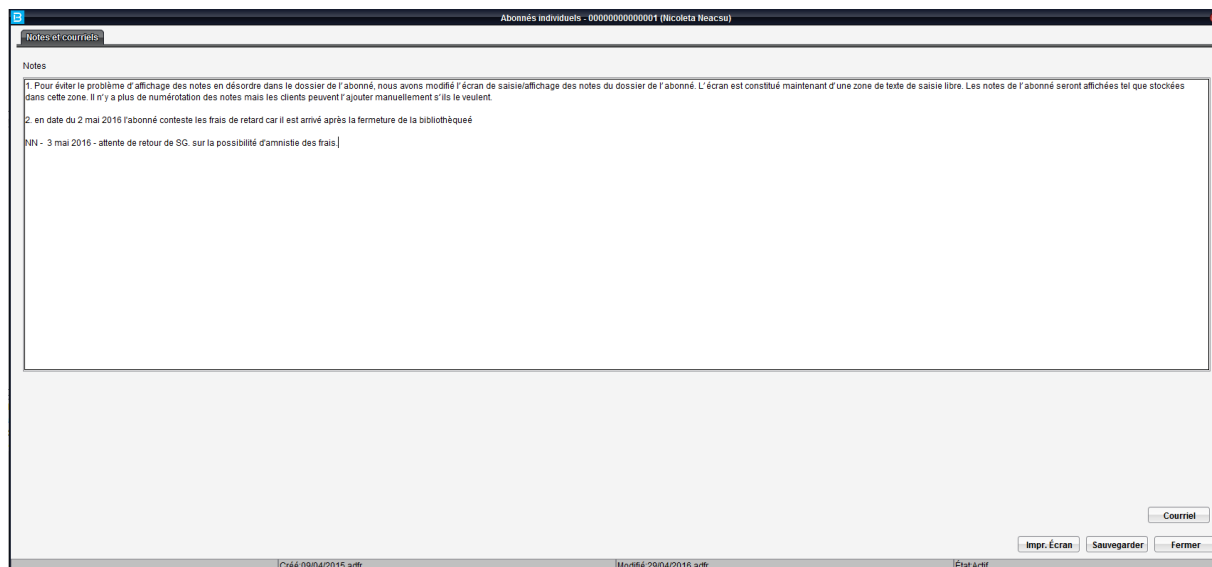 B
Abonnés individuels - 00000000000001 (Nicoleta Neacsu)
Notes et courriels
Notes
1. Pour éviter le problème d'affichage des notes en désordre dans le dossier de l'abonné, nous avons modifié l'écran de saisie/affichage des notes du dossier de l'abonné. L'écran est constitué maintenant d'une zone de texte de saisie libre. Les notes de l'abonné seront affichées tel que stockées
dans cette zone. Il n'y a plus de numérotation des notes mais les clients peuvent l'ajouter manuellement s'ils le veulent.
2. en date du 2 mai 2016 l'abonné conteste les frais de retard car il est arrivé après la fermeture de la bibliothèqueé
NN - 3 mai 2016 - attente de retour de SG. sur la possibilité d'amnistie des frais.
Courriel
Impr. Écran Sauvegarder Fermer
Créé:09/04/2015 adfr Modifié:29/04/2016 adfr État:Actif